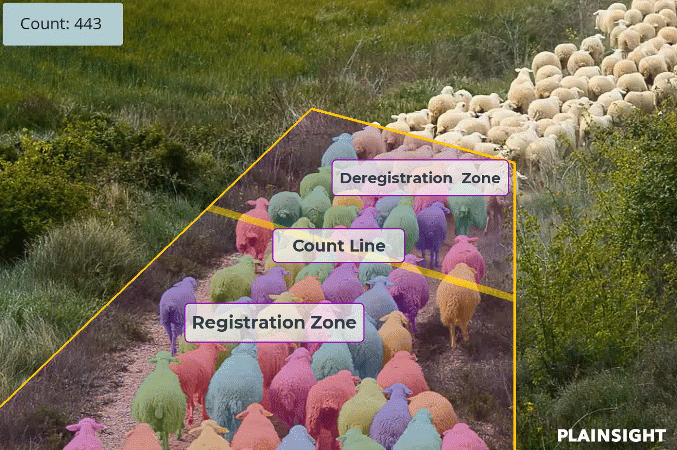 Count: 443
Deregistration Zone
Count Line
Registration Zone
PLAINSIGHT